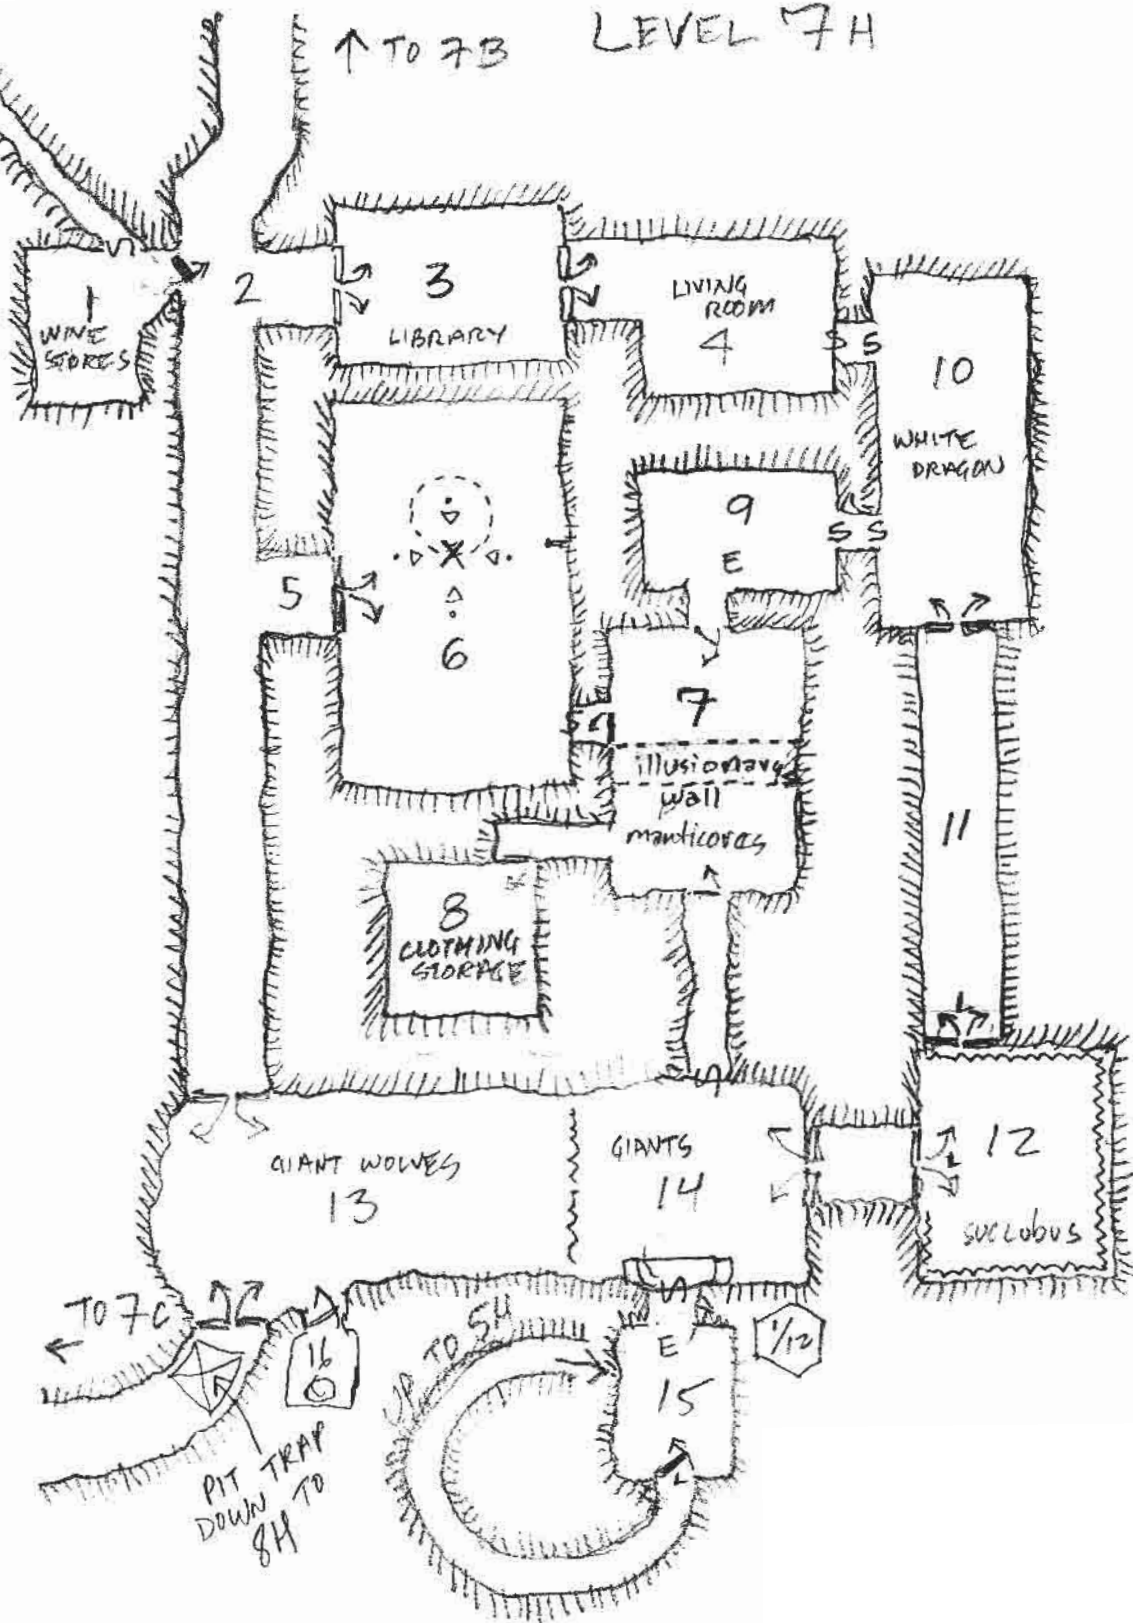 LEVEL 7H
↑ TO 7B
1
WINE
STORES
2
3
LIBRARY
LIVING
ROOM
4
S S
10
WHITE
DRAGON
9
E
S S
5
6
S
7
illusionary
wall
manticores
8
CLOTHING
STORAGE
11
L
GIANT WOLVES
13
GIANTS
14
12
L
succubus
← TO 7C
16
PIT TRAP
DOWN TO
8H
UP TO 5H
E
15
L
1/12